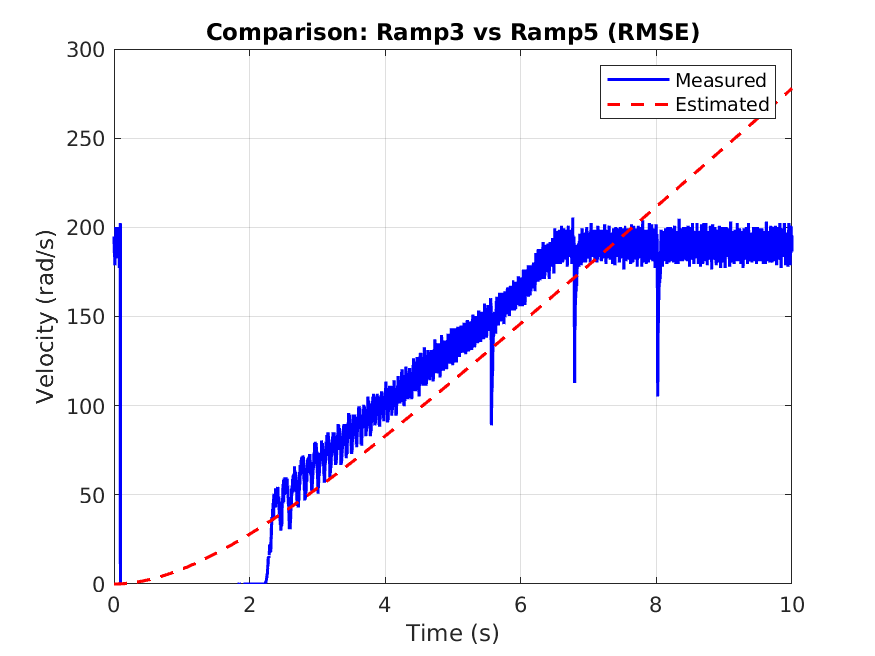 Comparison: Ramp3 vs Ramp5 (RMSE)
Measured
Estimated
Velocity (rad/s)
300
250
200
150
100
50
0
0 2 4 6 8 10
Time (s)